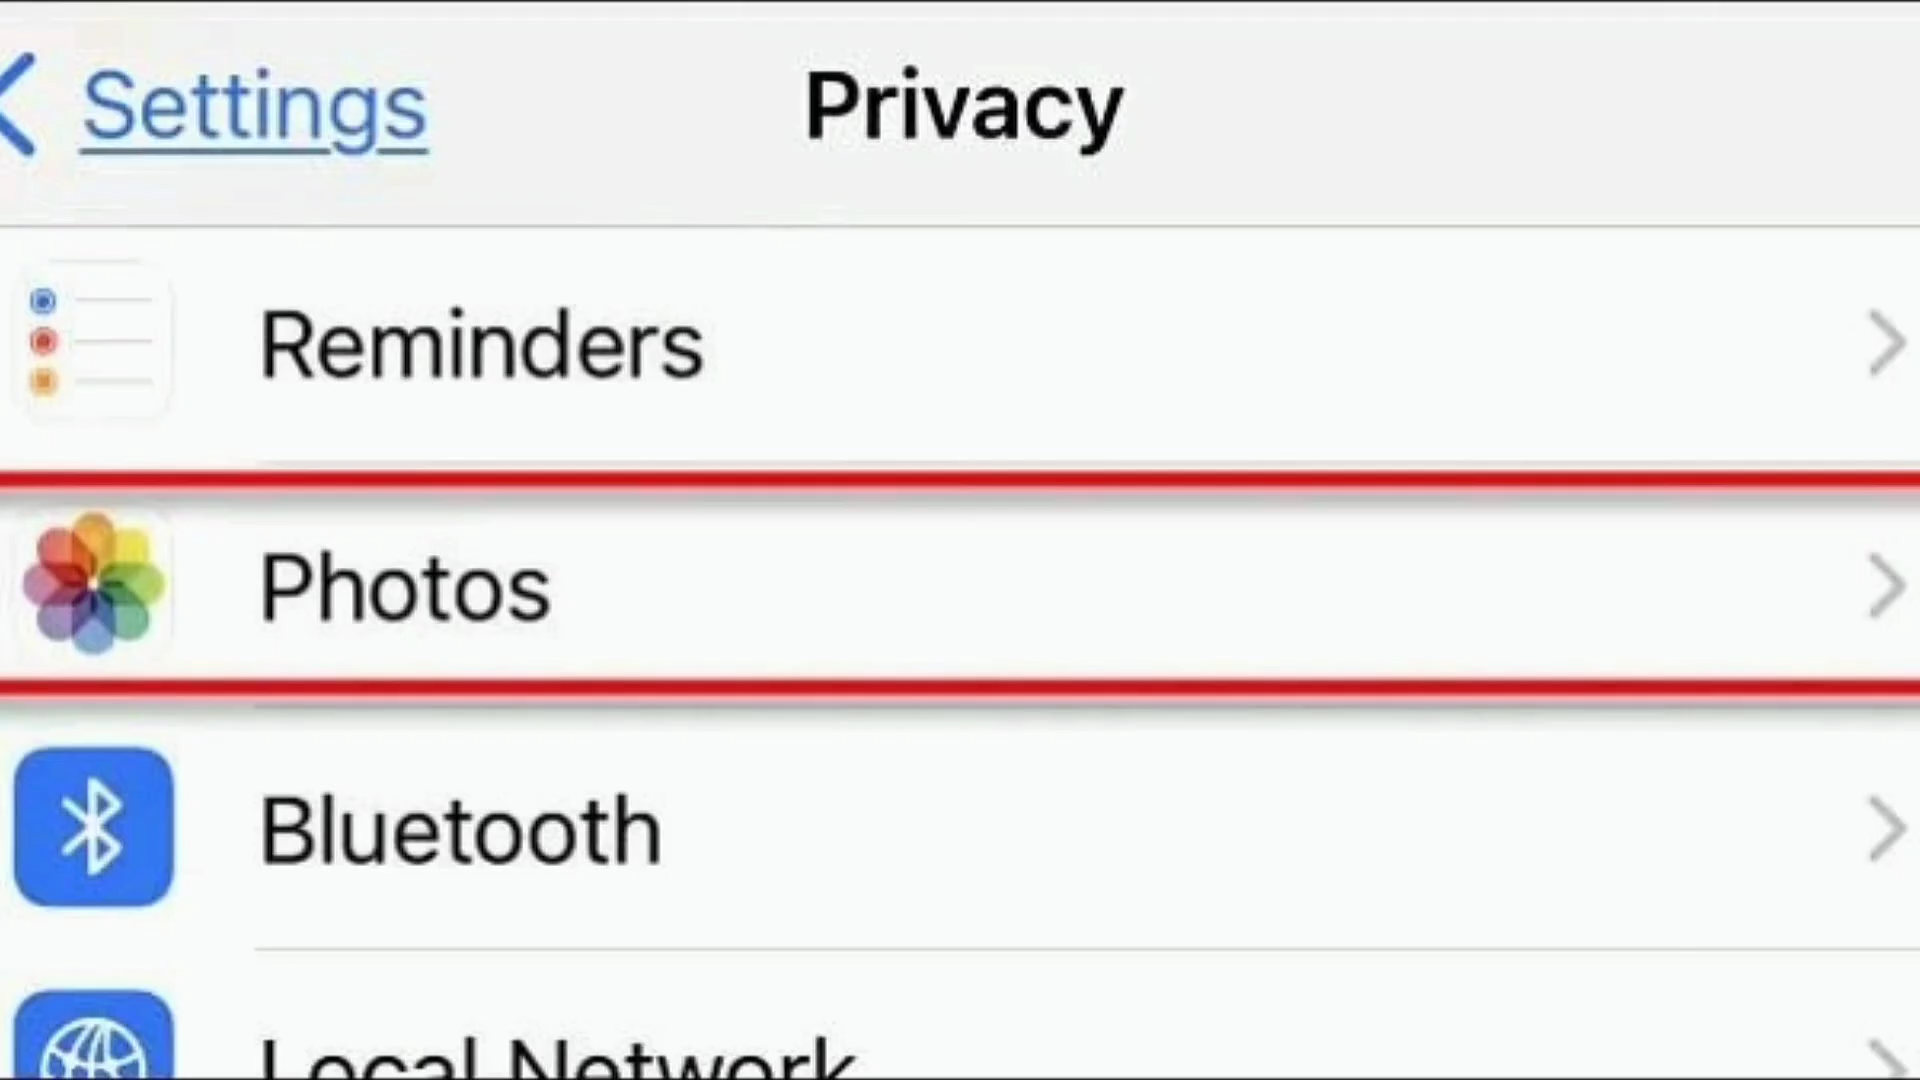 Settings
Privacy
Reminders
Photos
Bluetooth
Local Network